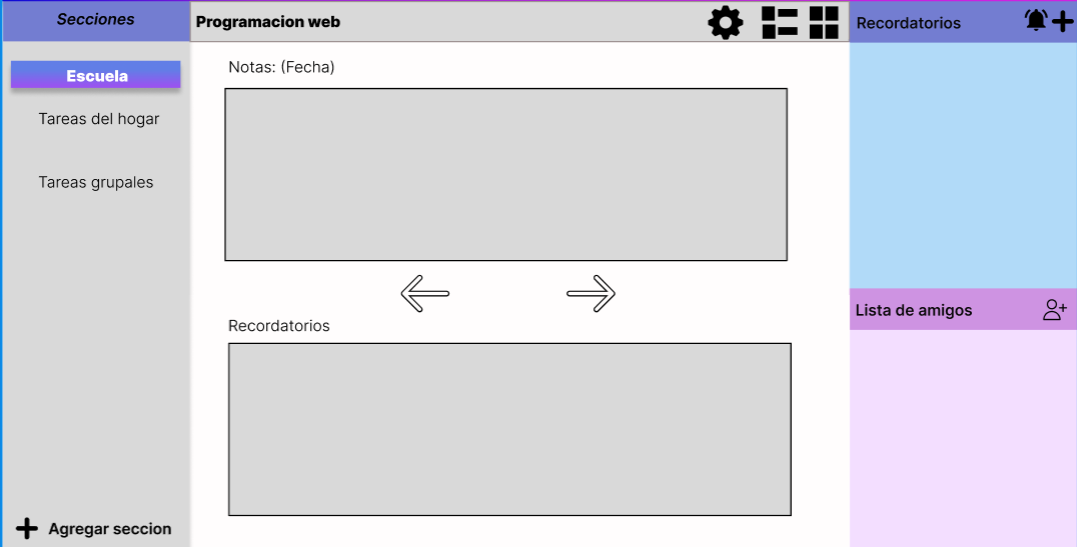 Secciones
Escuela
Tareas del hogar
Tareas grupales
Agregar seccion
Programacion web
Notas: (Fecha)
Recordatorios
Recordatorios
Lista de amigos